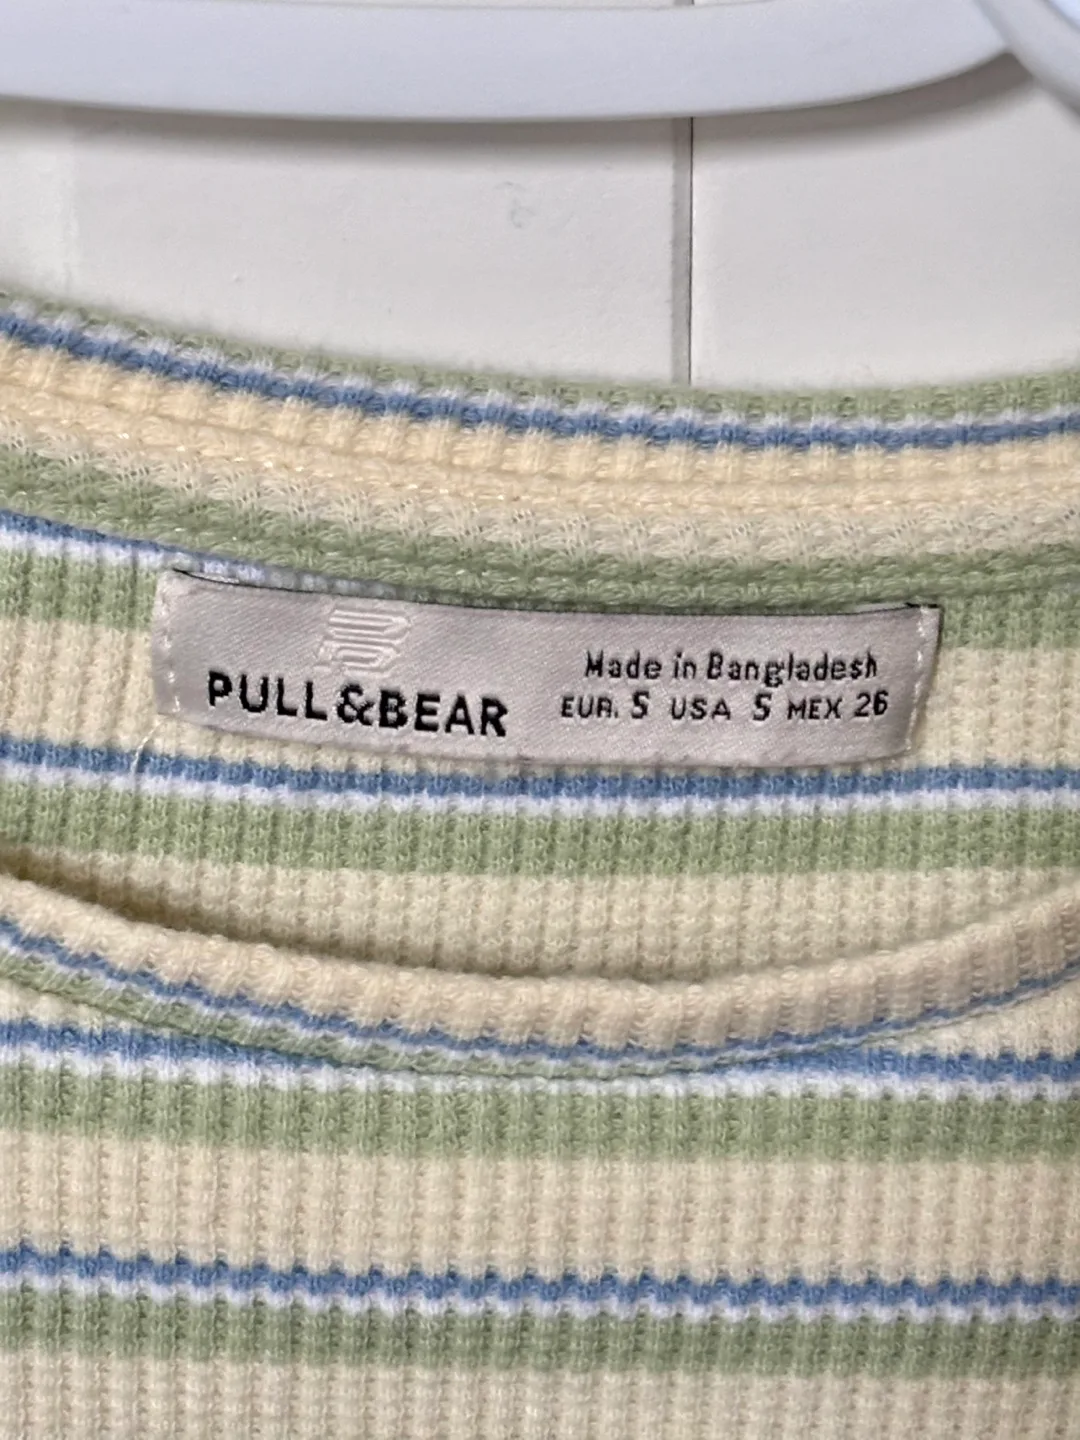 PULL&BEAR
Made in Bangladesh
EUR. S USA S MEX 26